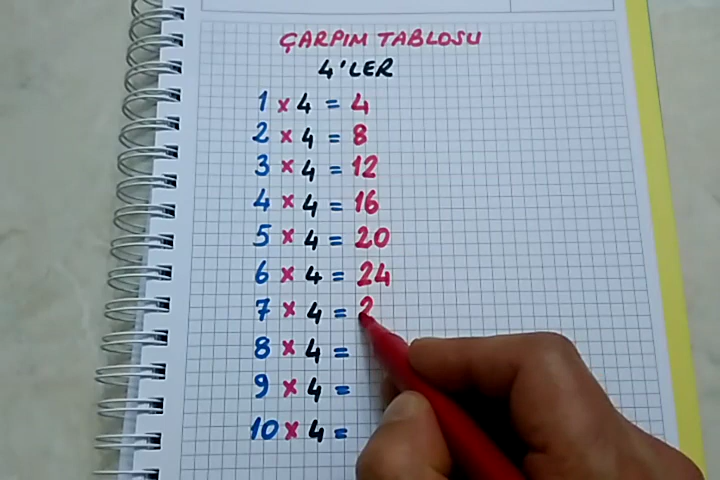 ÇARPIM TABLOSU
4'LER
1 x 4 = 4
2 x 4 = 8
3 x 4 = 12
4 x 4 = 16
5 x 4 = 20
6 x 4 = 24
7 x 4 = 2
8 x 4 =
9 x 4 =
10 x 4 =